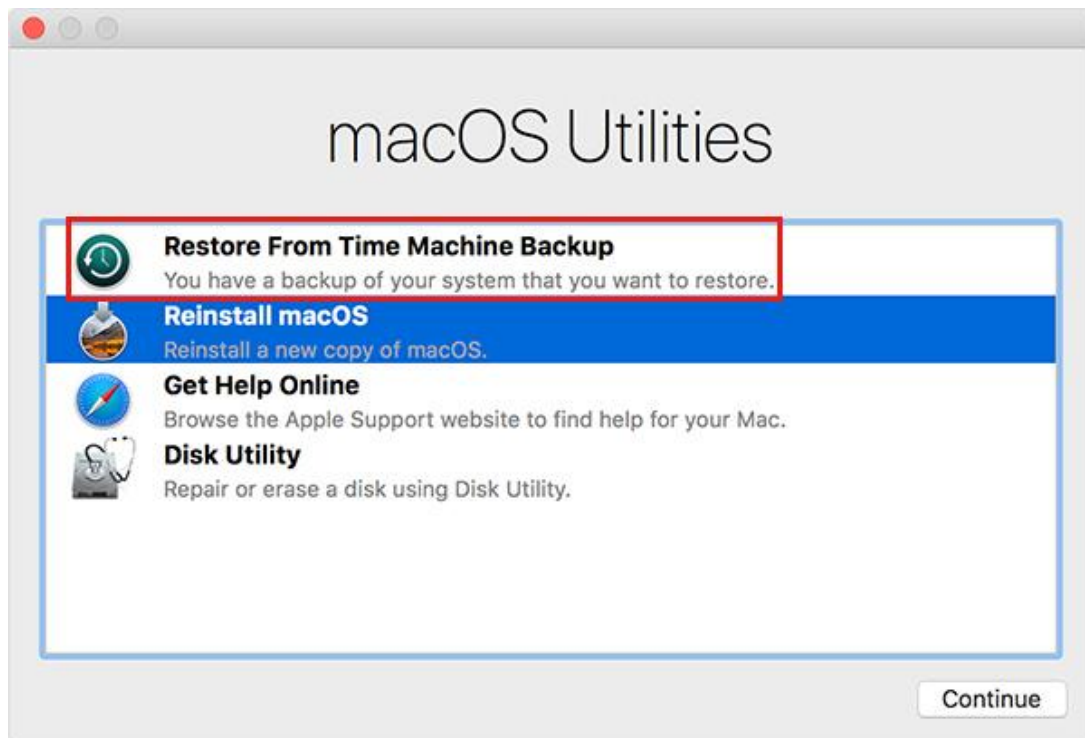 macOS Utilities
Restore From Time Machine Backup
You have a backup of your system that you want to restore.
Reinstall macOS
Reinstall a new copy of macOS.
Get Help Online
Browse the Apple Support website to find help for your Mac.
Disk Utility
Repair or erase a disk using Disk Utility.
Continue